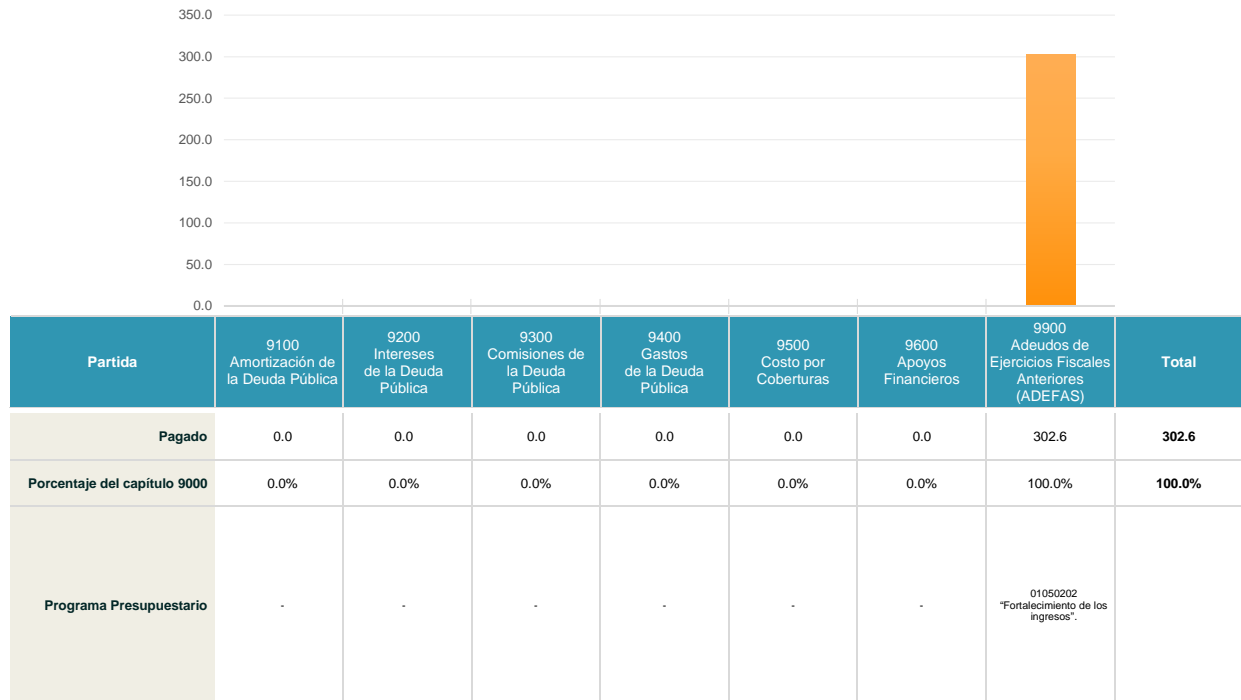 350.0
300.0
250.0
200.0
150.0
100.0
50.0
0.0
Partida
9100
Amortización de
la Deuda Pública
9200
Intereses
de la Deuda
Pública
9300
Comisiones de
la Deuda
Pública
9400
Gastos
de la Deuda
Pública
9500
Costo por
Coberturas
9600
Apoyos
Financieros
9900
Adeudos de
Ejercicios Fiscales
Anteriores
(ADEFAS)
Total
Pagado 0.0 0.0 0.0 0.0 0.0 0.0 302.6 302.6
Porcentaje del capítulo 9000 0.0% 0.0% 0.0% 0.0% 0.0% 0.0% 100.0% 100.0%
Programa Presupuestario - - - - - -
01050202
“Fortalecimiento de los
ingresos”.